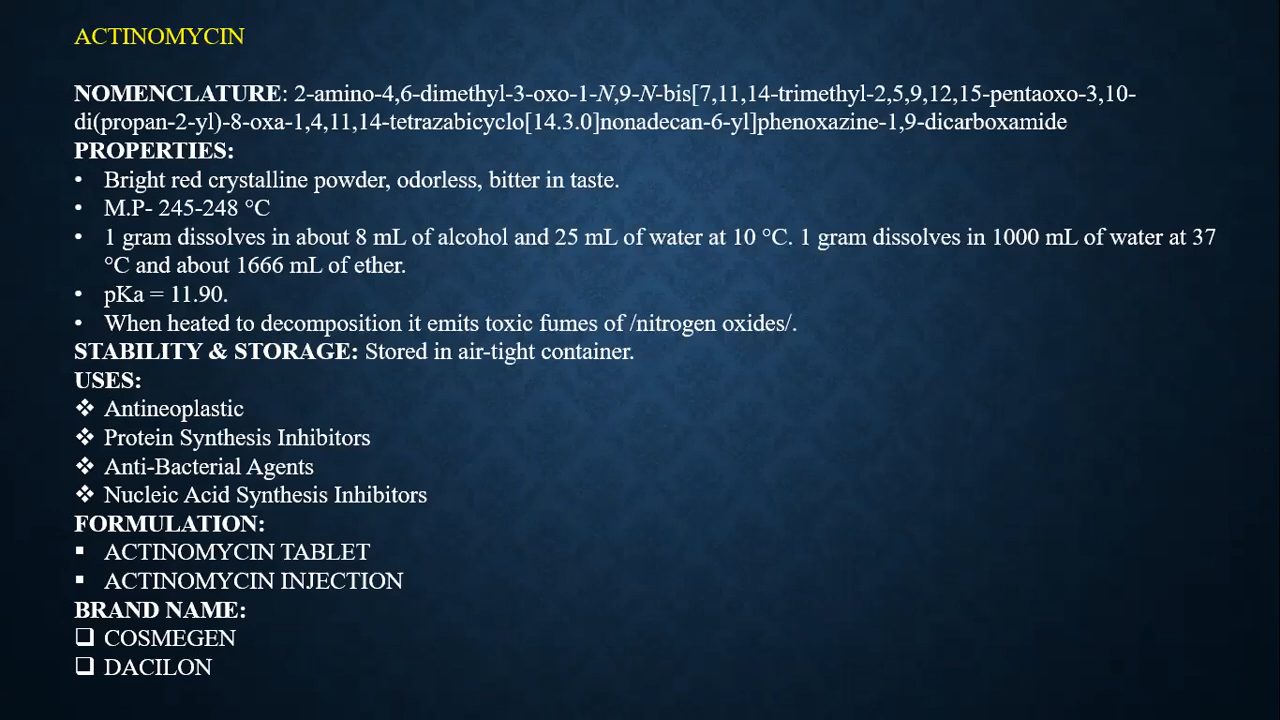 ACTINOMYCIN
NOMENCLATURE: 2-amino-4,6-dimethyl-3-oxo-1-N,9-N-bis[7,11,14-trimethyl-2,5,9,12,15-pentaoxo-3,10-
di(propan-2-yl)-8-oxa-1,4,11,14-tetrazabicyclo[14.3.0]nonadecan-6-yl]phenoxazine-1,9-dicarboxamide
PROPERTIES:
• Bright red crystalline powder, odorless, bitter in taste.
• M.P- 245-248 °C
• 1 gram dissolves in about 8 mL of alcohol and 25 mL of water at 10 °C. 1 gram dissolves in 1000 mL of water at 37
°C and about 1666 mL of ether.
• pKa = 11.90.
• When heated to decomposition it emits toxic fumes of /nitrogen oxides/.
STABILITY & STORAGE: Stored in air-tight container.
USES:
❖ Antineoplastic
❖ Protein Synthesis Inhibitors
❖ Anti-Bacterial Agents
❖ Nucleic Acid Synthesis Inhibitors
FORMULATION:
▪ ACTINOMYCIN TABLET
▪ ACTINOMYCIN INJECTION
BRAND NAME:
❑ COSMEGEN
❑ DACILON